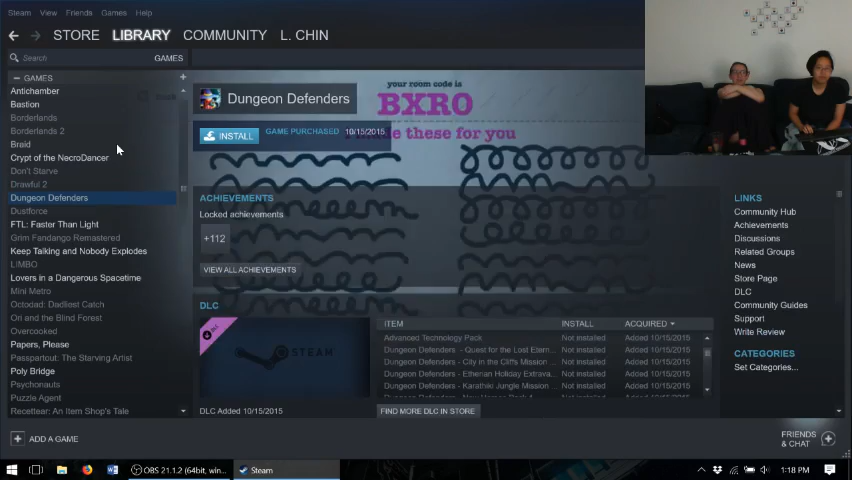 Steam View Friends Games Help
STORE LIBRARY COMMUNITY L. CHIN
Search GAMES
GAMES
Antichamber
Bastion
Borderlands
Borderlands 2
Braid
Crypt of the NecroDancer
Don't Starve
Drawful 2
Dungeon Defenders
Dustforce
FTL: Faster Than Light
Grim Fandango Remastered
Keep Talking and Nobody Explodes
LIMBO
Lovers in a Dangerous Spacetime
Mini Metro
Octodad: Dadliest Catch
Ori and the Blind Forest
Overcooked
Papers, Please
Passpartout: The Starving Artist
Poly Bridge
Psychonauts
Puzzle Agent
Recettear: An Item Shop's Tale
ADD A GAME
your room code is
BXRO
Dungeon Defenders
INSTALL GAME PURCHASED 10/15/2015
these for you
ACHIEVEMENTS
Locked achievements
+112
VIEW ALL ACHIEVEMENTS
DLC
DLC
STEAM
DLC Added 10/15/2015
ITEM INSTALL ACQUIRED
Advanced Technology Pack Not installed Added 10/15/2015
Dungeon Defenders - Quest for the Lost Etern... Not installed Added 10/15/2015
Dungeon Defenders - City in the Cliffs Mission ... Not installed Added 10/15/2015
Dungeon Defenders - Etherian Holiday Extrava... Not installed Added 10/15/2015
Dungeon Defenders - Karathiki Jungle Mission ... Not installed Added 10/15/2015
FIND MORE DLC IN STORE
LINKS
Community Hub
Achievements
Discussions
Related Groups
News
Store Page
DLC
Community Guides
Support
Write Review
CATEGORIES
Set Categories...
FRIENDS
& CHAT
OBS 21.1.2 (64bit, win... Steam 1:18 PM